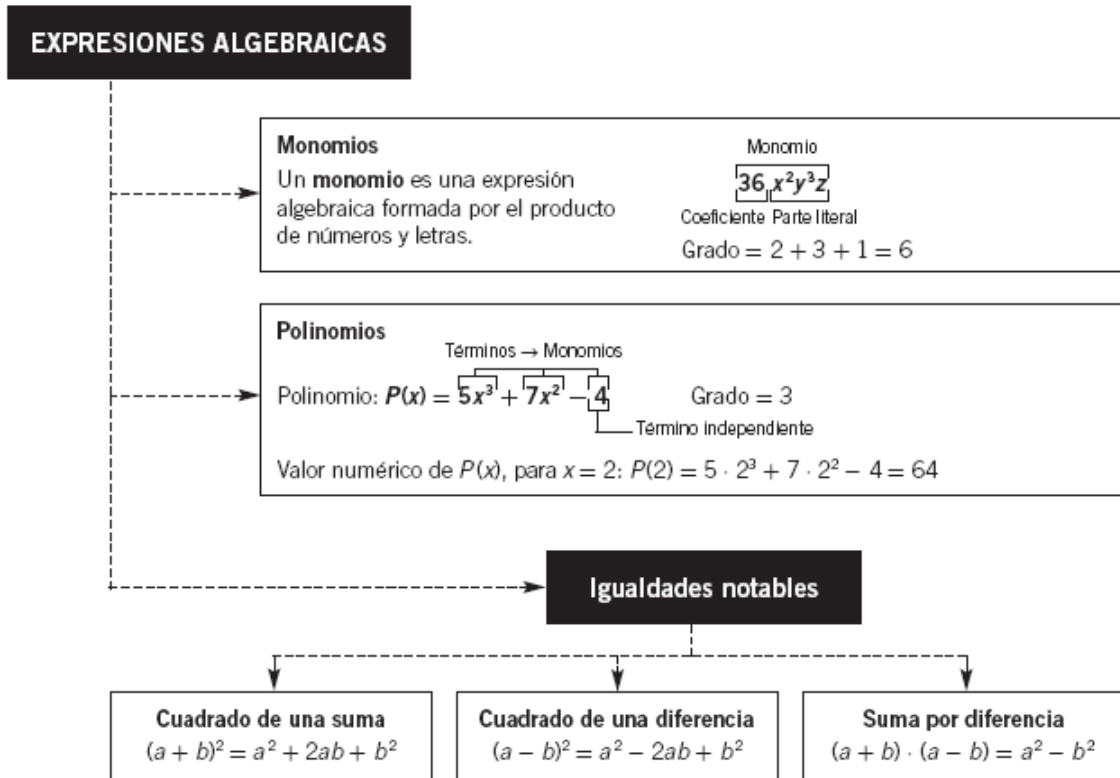 EXPRESIONES ALGEBRAICAS
Monomios
Un monomio es una expresión
algebraica formada por el producto
de números y letras.
Monomio
36 x²y³z
Coeficiente Parte literal
Grado = 2 + 3 + 1 = 6
Polinomios
Términos → Monomios
Polinomio: P(x) = 5x³ + 7x² − 4 Grado = 3
Término independiente
Valor numérico de P(x), para x = 2: P(2) = 5 · 2³ + 7 · 2² − 4 = 64
Igualdades notables
Cuadrado de una suma
(a + b)² = a² + 2ab + b²
Cuadrado de una diferencia
(a − b)² = a² − 2ab + b²
Suma por diferencia
(a + b) · (a − b) = a² − b²